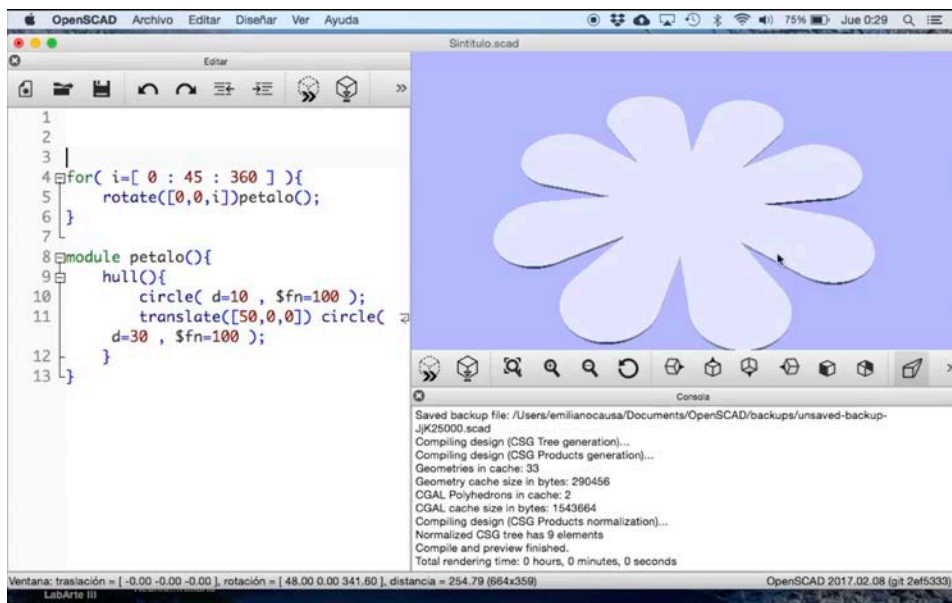 OpenSCAD Archivo Editar Diseñar Ver Ayuda 75% Jue 0:29
Sintitulo.scad
Editar
1
2
3
4 for( i=[ 0 : 45 : 360 ] ){
5 rotate([0,0,i])petalo();
6 }
7
8 module petalo(){
9 hull(){
10 circle( d=10 , $fn=100 );
11 translate([50,0,0]) circle(
d=30 , $fn=100 );
12 }
13 }
Consola
Saved backup file: /Users/emilianocausa/Documents/OpenSCAD/backups/unsaved-backup-
JjK25000.scad
Compiling design (CSG Tree generation)...
Compiling design (CSG Products generation)...
Geometries in cache: 33
Geometry cache size in bytes: 290456
CGAL Polyhedrons in cache: 2
CGAL cache size in bytes: 1543664
Compiling design (CSG Products normalization)...
Normalized CSG tree has 9 elements
Compile and preview finished.
Total rendering time: 0 hours, 0 minutes, 0 seconds
Ventana: traslación = [ -0.00 -0.00 -0.00 ], rotación = [ 48.00 0.00 341.60 ], distancia = 254.79 (664x359) OpenSCAD 2017.02.08 (git 2ef5333)
LabArte III